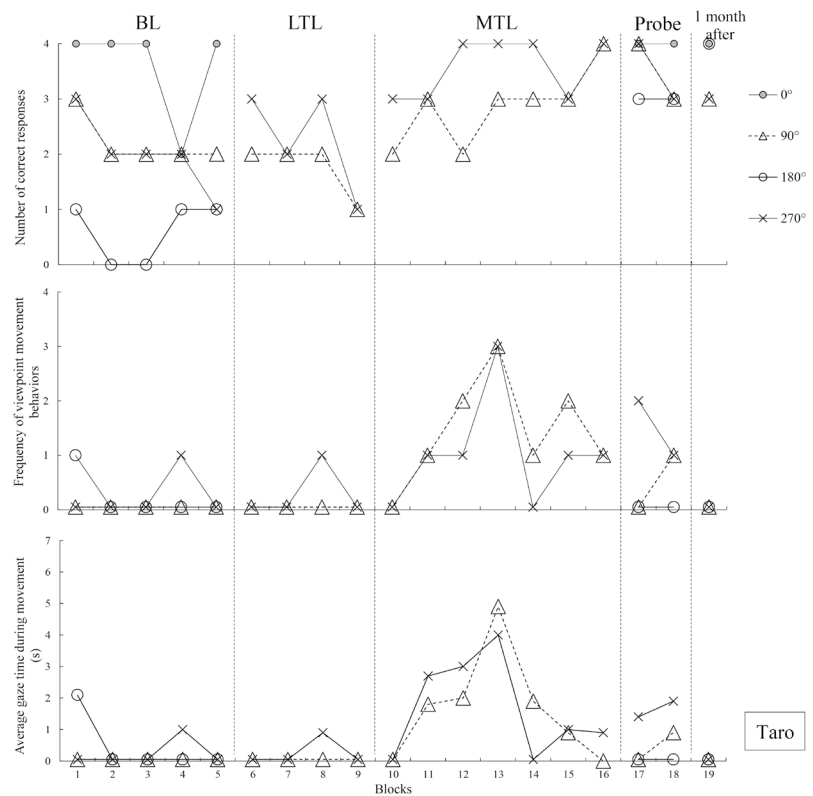 BL
LTL
MTL
Probe
1 month
after
Number of correct responses
4
3
2
1
0
0°
90°
180°
270°
Frequency of viewpoint movement
behaviors
4
3
2
1
0
Average gaze time during movement
(s)
7
6
5
4
3
2
1
0
1 2 3 4 5 6 7 8 9 10 11 12 13 14 15 16 17 18 19
Blocks
Taro